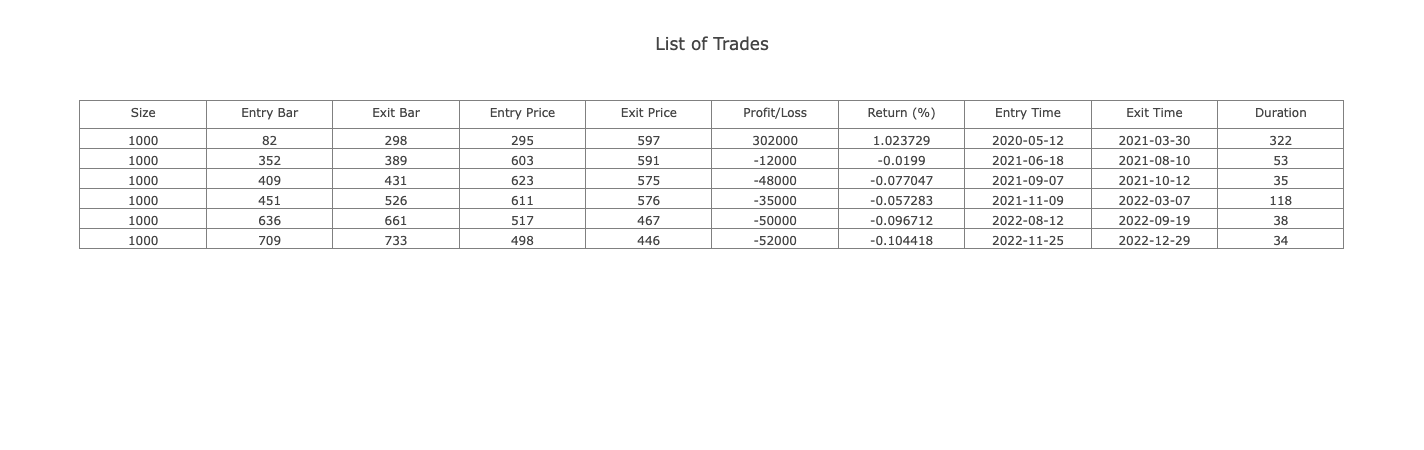 List of Trades
Size Entry Bar Exit Bar Entry Price Exit Price Profit/Loss Return (%) Entry Time Exit Time Duration
1000 82 298 295 597 302000 1.023729 2020-05-12 2021-03-30 322
1000 352 389 603 591 -12000 -0.0199 2021-06-18 2021-08-10 53
1000 409 431 623 575 -48000 -0.077047 2021-09-07 2021-10-12 35
1000 451 526 611 576 -35000 -0.057283 2021-11-09 2022-03-07 118
1000 636 661 517 467 -50000 -0.096712 2022-08-12 2022-09-19 38
1000 709 733 498 446 -52000 -0.104418 2022-11-25 2022-12-29 34